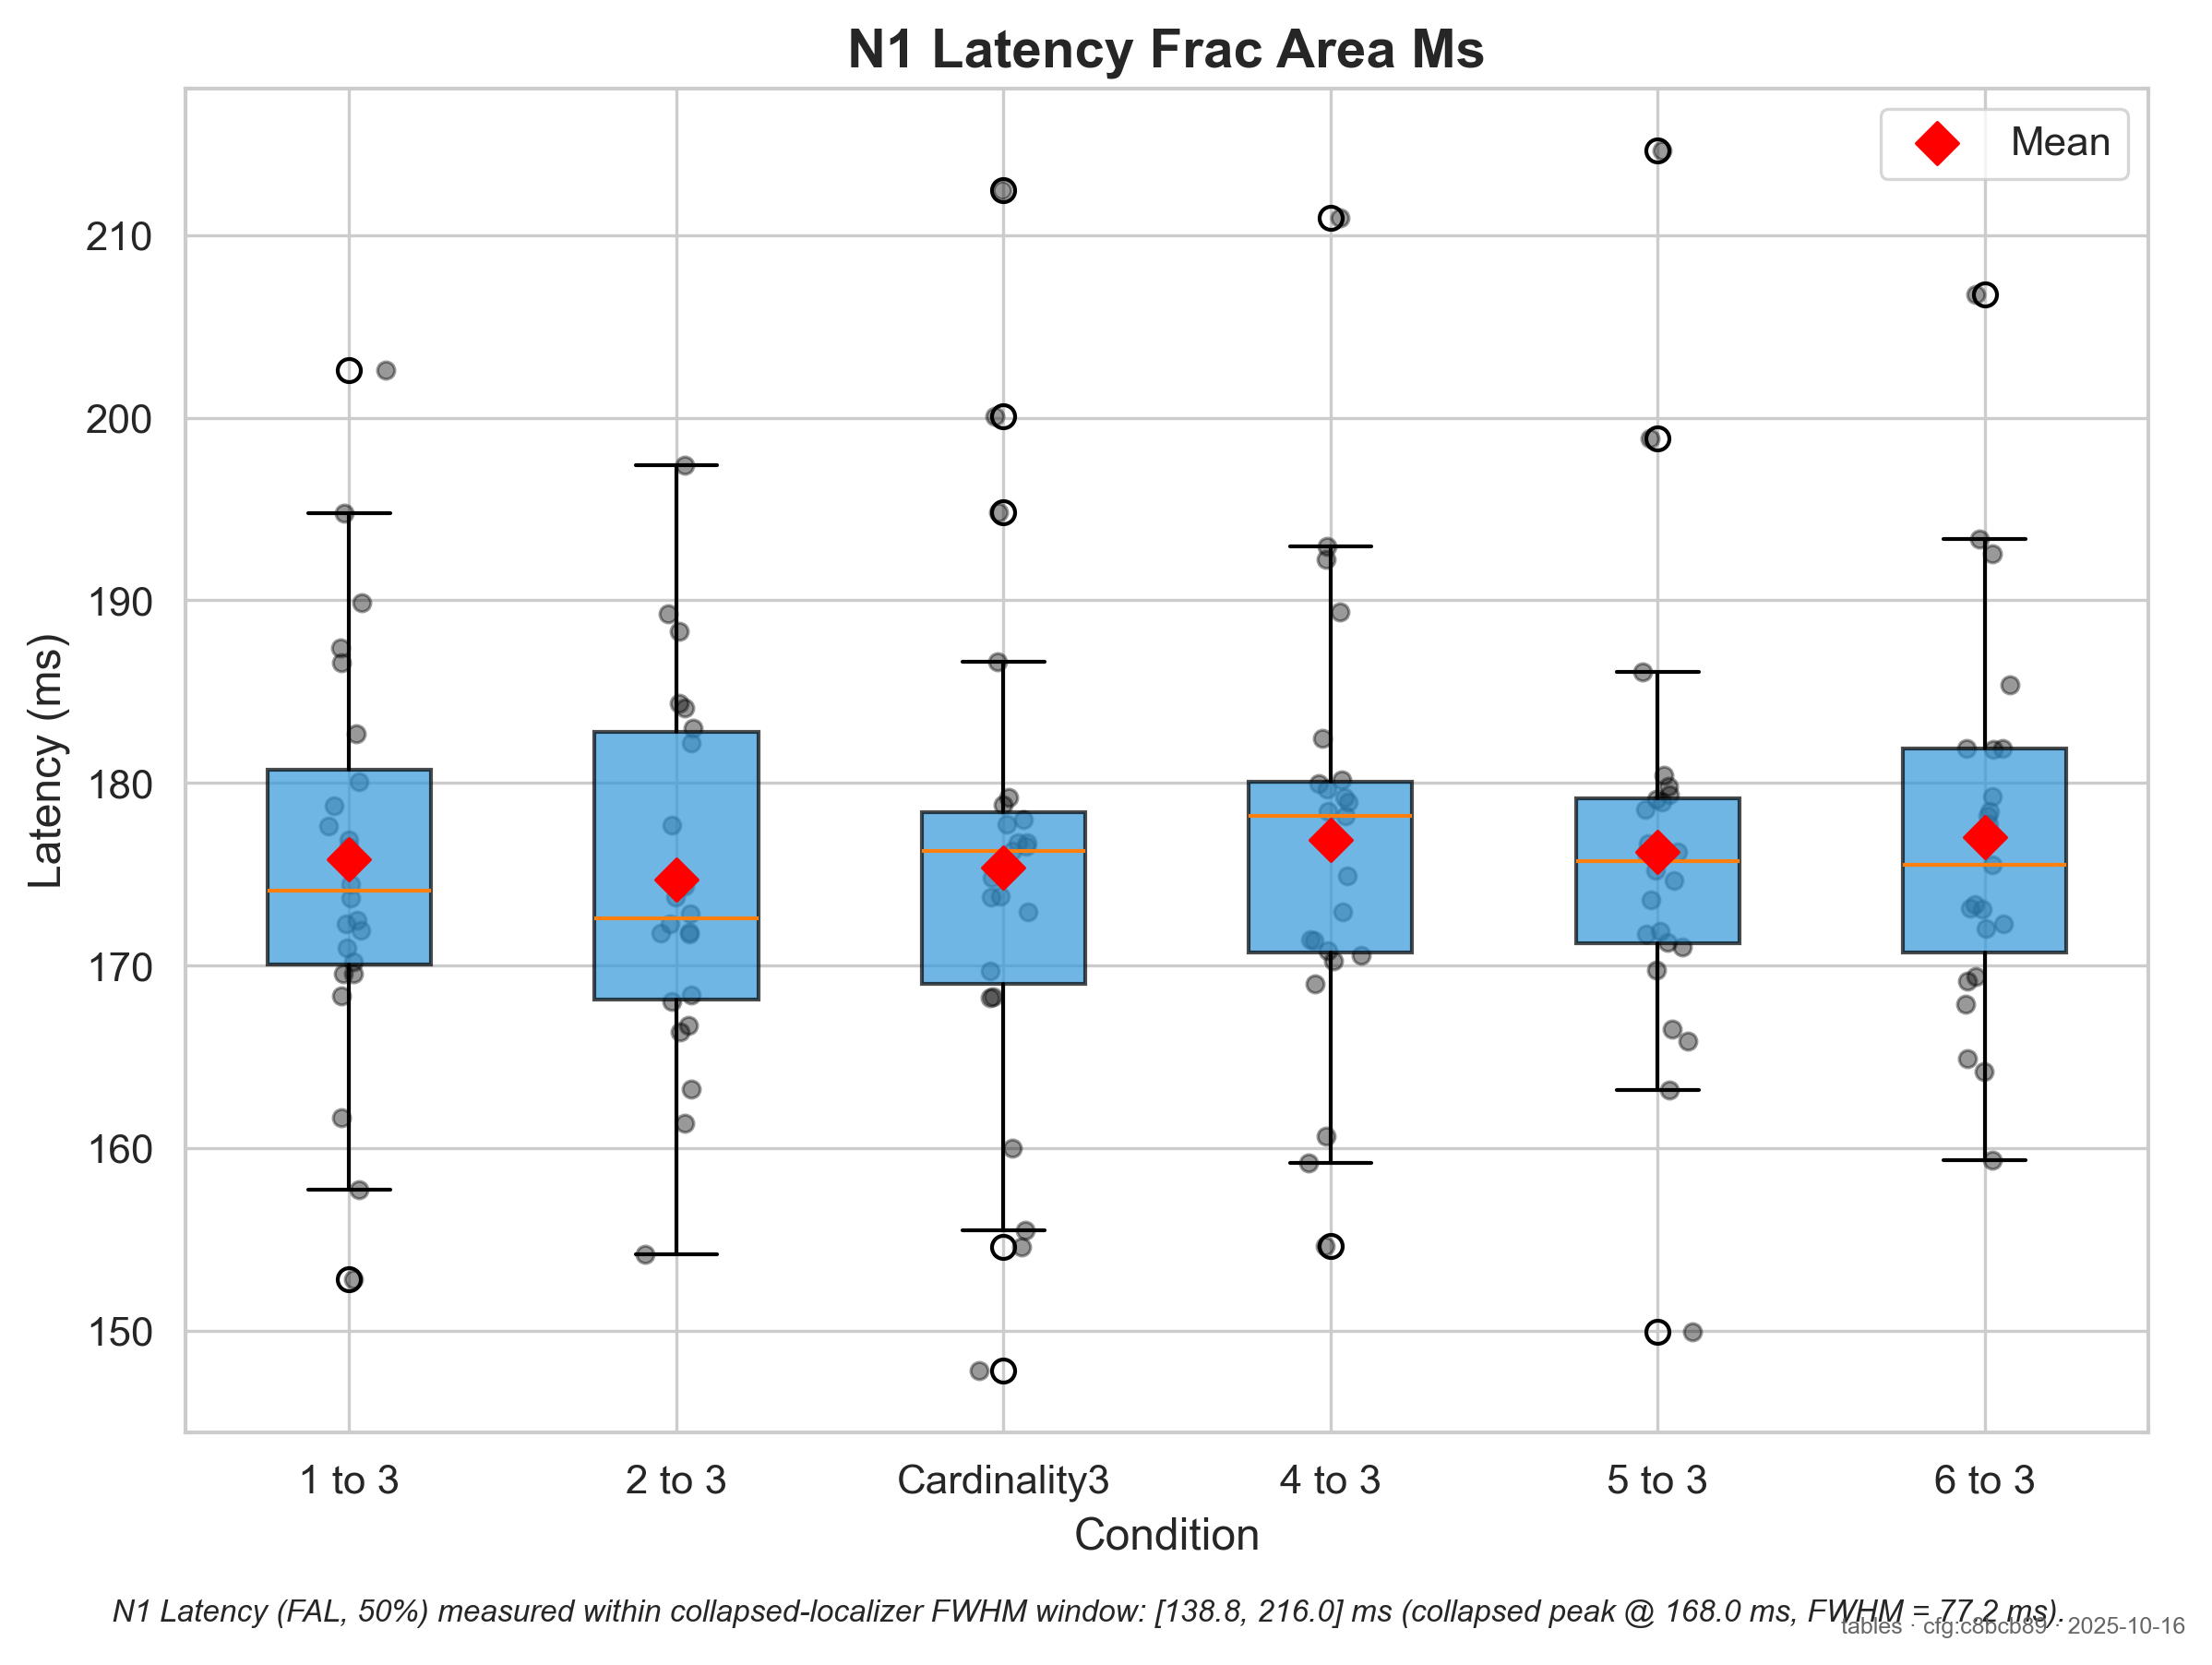 N1 Latency Frac Area Ms
Mean
Latency (ms)
210
200
190
180
170
160
150
1 to 3
2 to 3
Cardinality3
4 to 3
5 to 3
6 to 3
Condition
N1 Latency (FAL, 50%) measured within collapsed-localizer FWHM window: [138.8, 216.0] ms (collapsed peak @ 168.0 ms, FWHM = 77.2 ms).
tables · cfg:c8bcb89 · 2025-10-16